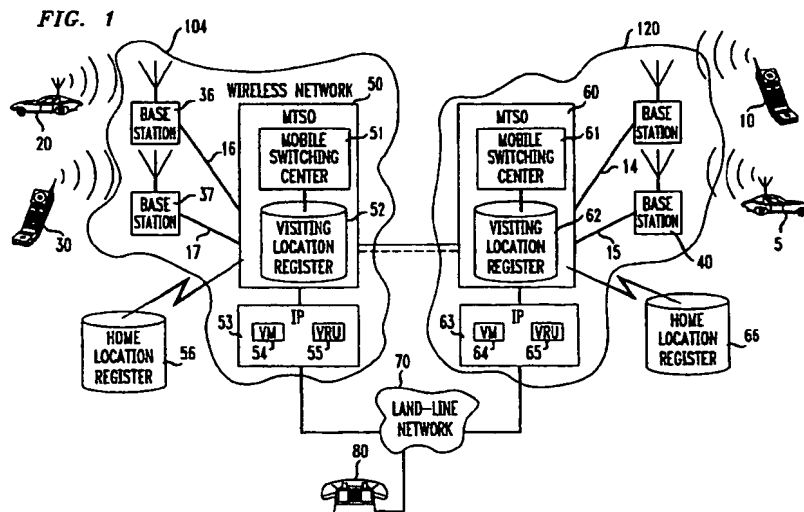 FIG. 1
104
120
WIRELESS NETWORK
50
MTSO
36
BASE
STATION
16
MOBILE
SWITCHING
CENTER
51
20
37
BASE
STATION
17
VISITING
LOCATION
REGISTER
52
30
60
MTSO
MOBILE
SWITCHING
CENTER
61
BASE
STATION
10
14
VISITING
LOCATION
REGISTER
62
BASE
STATION
15
40
5
HOME
LOCATION
REGISTER
56
53
IP
VM
VRU
54
55
63
IP
VM
VRU
64
65
HOME
LOCATION
REGISTER
66
70
LAND-LINE
NETWORK
80